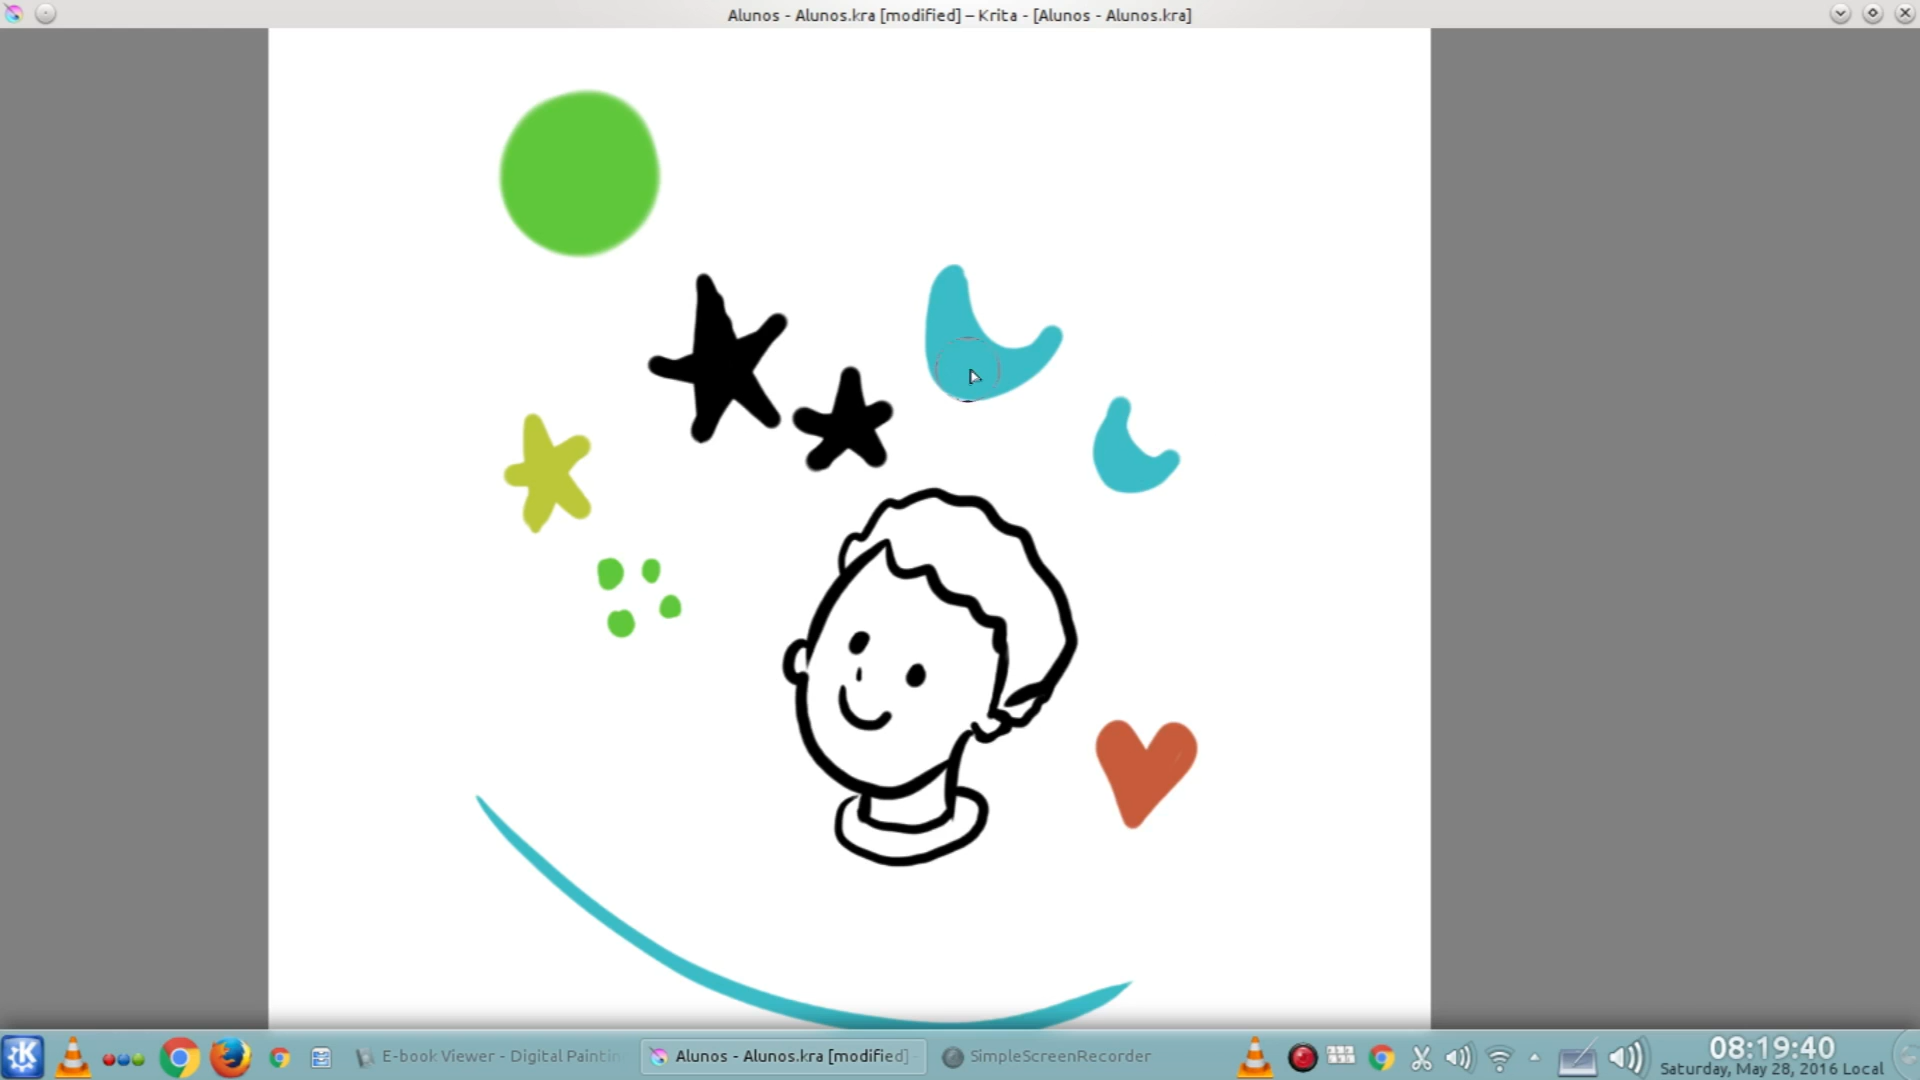 Alunos - Alunos.kra [modified] – Krita - [Alunos - Alunos.kra]
E-book Viewer - Digital Paintin
Alunos - Alunos.kra [modified] -
SimpleScreenRecorder
08:19:40
Saturday, May 28, 2016 Local